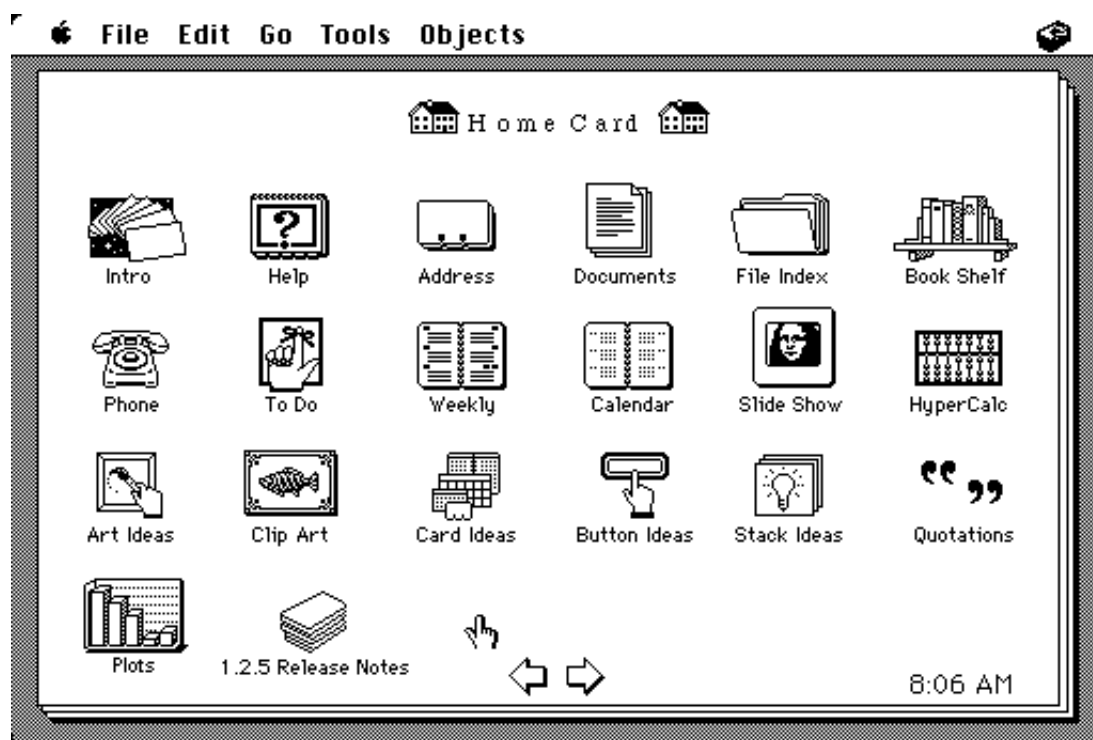 File Edit Go Tools Objects
Home Card
Intro Help Address Documents File Index Book Shelf
Phone To Do Weekly Calendar Slide Show HyperCalc
Art Ideas Clip Art Card Ideas Button Ideas Stack Ideas Quotations
Plots 1.2.5 Release Notes
8:06 AM